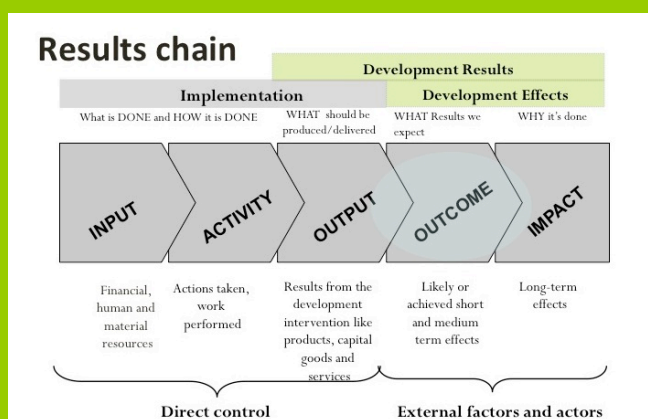 Results chain
Development Results
Implementation
Development Effects
What is DONE and HOW it is DONE
WHAT should be
produced/delivered
WHAT Results we
expect
WHY it's done
INPUT
ACTIVITY
OUTPUT
OUTCOME
IMPACT
Financial,
human and
material
resources
Actions taken,
work
performed
Results from the
development
intervention like
products, capital
goods and
services
Likely or
achieved short
and medium
term effects
Long-term
effects
Direct control
External factors and actors